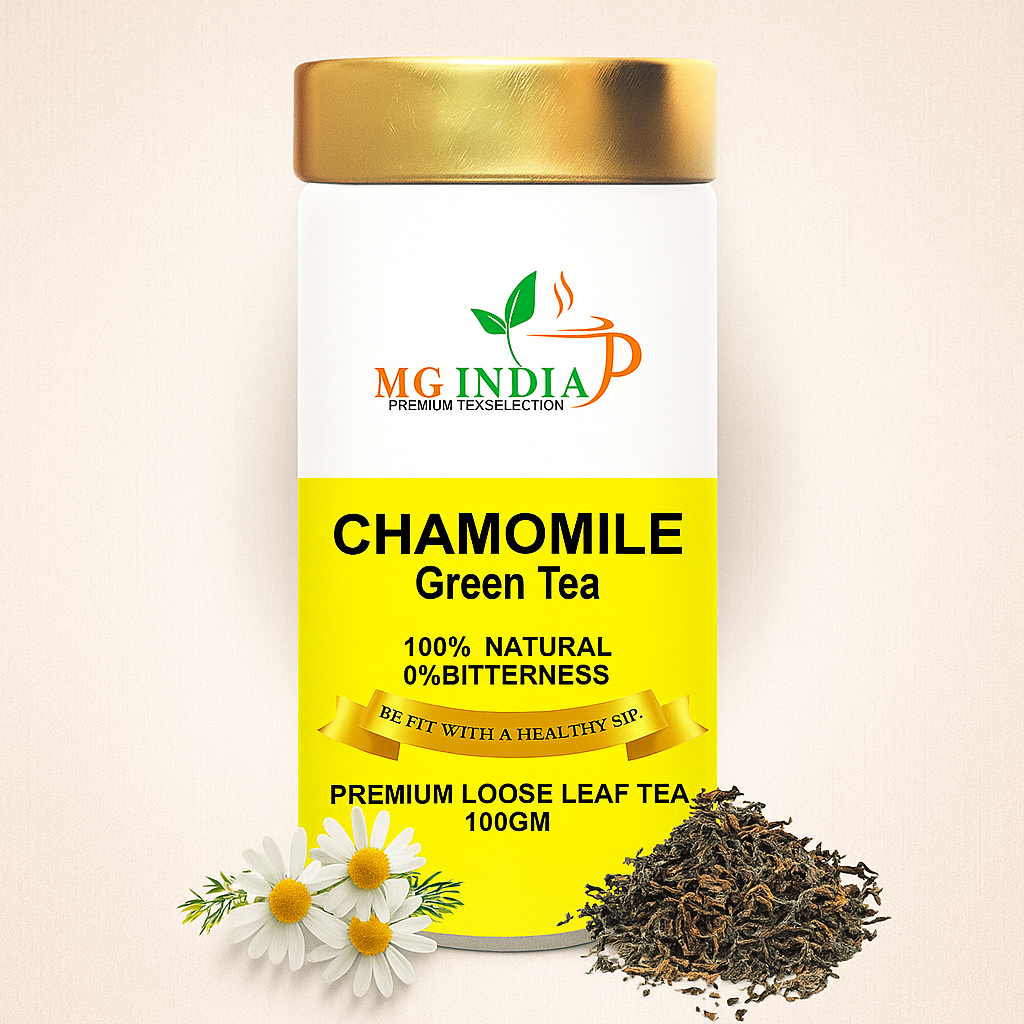 MG INDIA
PREMIUM TEXSELECTION
CHAMOMILE
Green Tea
100% NATURAL
0%BITTERNESS
BE FIT WITH A HEALTHY SIP.
PREMIUM LOOSE LEAF TEA
100GM